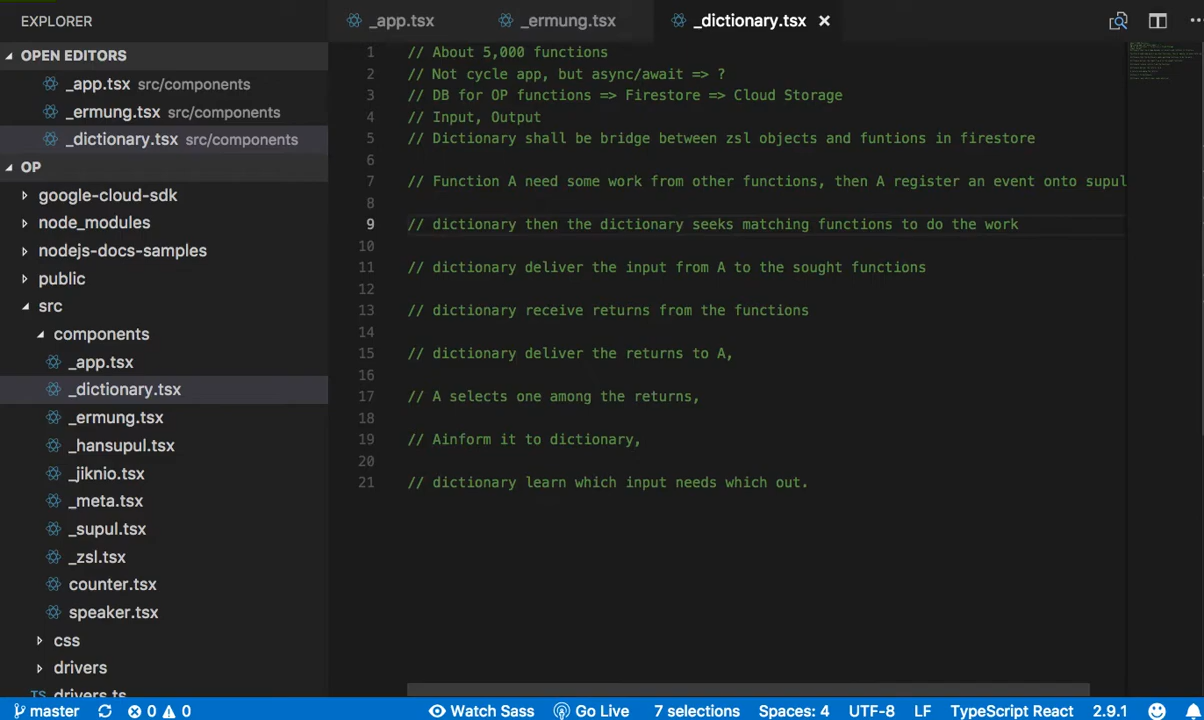 EXPLORER
_app.tsx
_ermung.tsx
_dictionary.tsx
OPEN EDITORS
_app.tsx src/components
_ermung.tsx src/components
_dictionary.tsx src/components
OP
google-cloud-sdk
node_modules
nodejs-docs-samples
public
src
components
_app.tsx
_dictionary.tsx
_ermung.tsx
_hansupul.tsx
_jiknio.tsx
_meta.tsx
_supul.tsx
_zsl.tsx
counter.tsx
speaker.tsx
css
drivers
TS drivers.ts
1 // About 5,000 functions
2 // Not cycle app, but async/await => ?
3 // DB for OP functions => Firestore => Cloud Storage
4 // Input, Output
5 // Dictionary shall be bridge between zsl objects and funtions in firestore
6
7 // Function A need some work from other functions, then A register an event onto supul
8
9 // dictionary then the dictionary seeks matching functions to do the work
10
11 // dictionary deliver the input from A to the sought functions
12
13 // dictionary receive returns from the functions
14
15 // dictionary deliver the returns to A,
16
17 // A selects one among the returns,
18
19 // Ainform it to dictionary,
20
21 // dictionary learn which input needs which out.
master 0 0 Watch Sass Go Live 7 selections Spaces: 4 UTF-8 LF TypeScript React 2.9.1